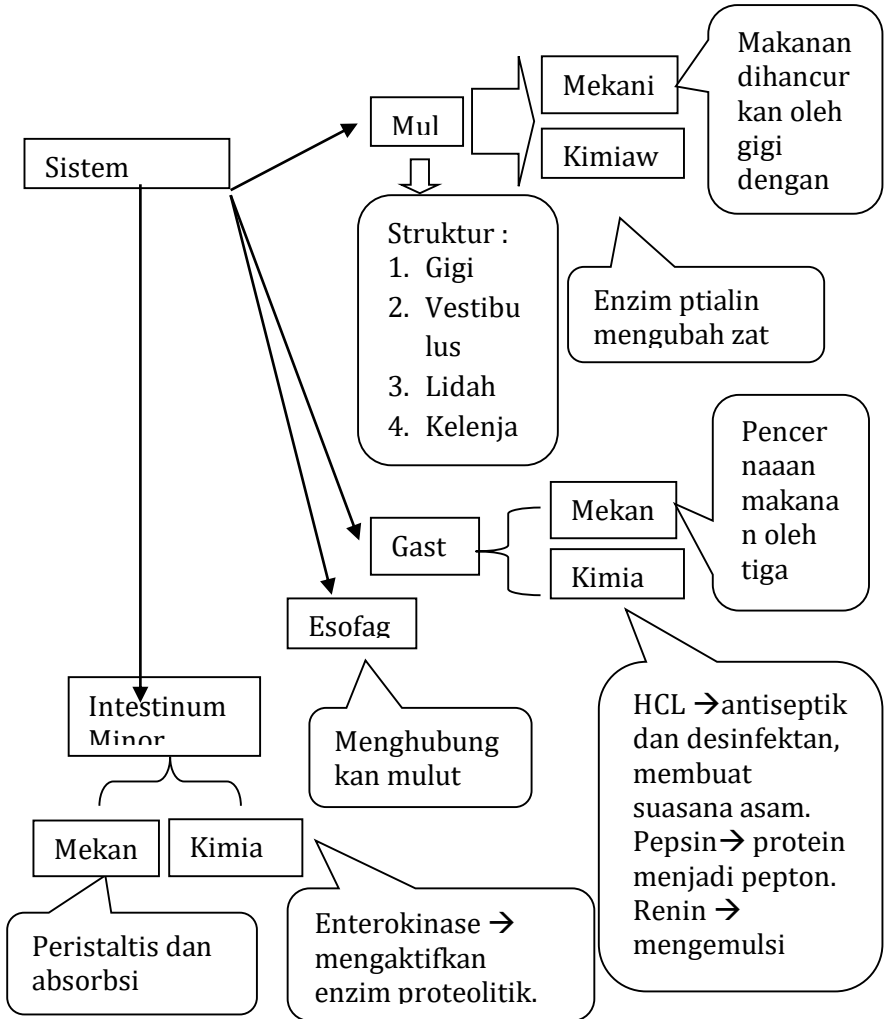 Makanan
dihancur
kan oleh
gigi
dengan
Mekani
Mul
Kimiaw
Sistem
Struktur :
1. Gigi
2. Vestibu
lus
3. Lidah
4. Kelenja
Enzim ptialin
mengubah zat
Pencer
naaan
makana
n oleh
tiga
Mekan
Gast
Kimia
Esofag
Intestinum
Minor
Menghubung
kan mulut
HCL →antiseptik
dan desinfektan,
membuat
suasana asam.
Pepsin→ protein
menjadi pepton.
Renin →
mengemulsi
Mekan
Kimia
Peristaltis dan
absorbsi
Enterokinase →
mengaktifkan
enzim proteolitik.